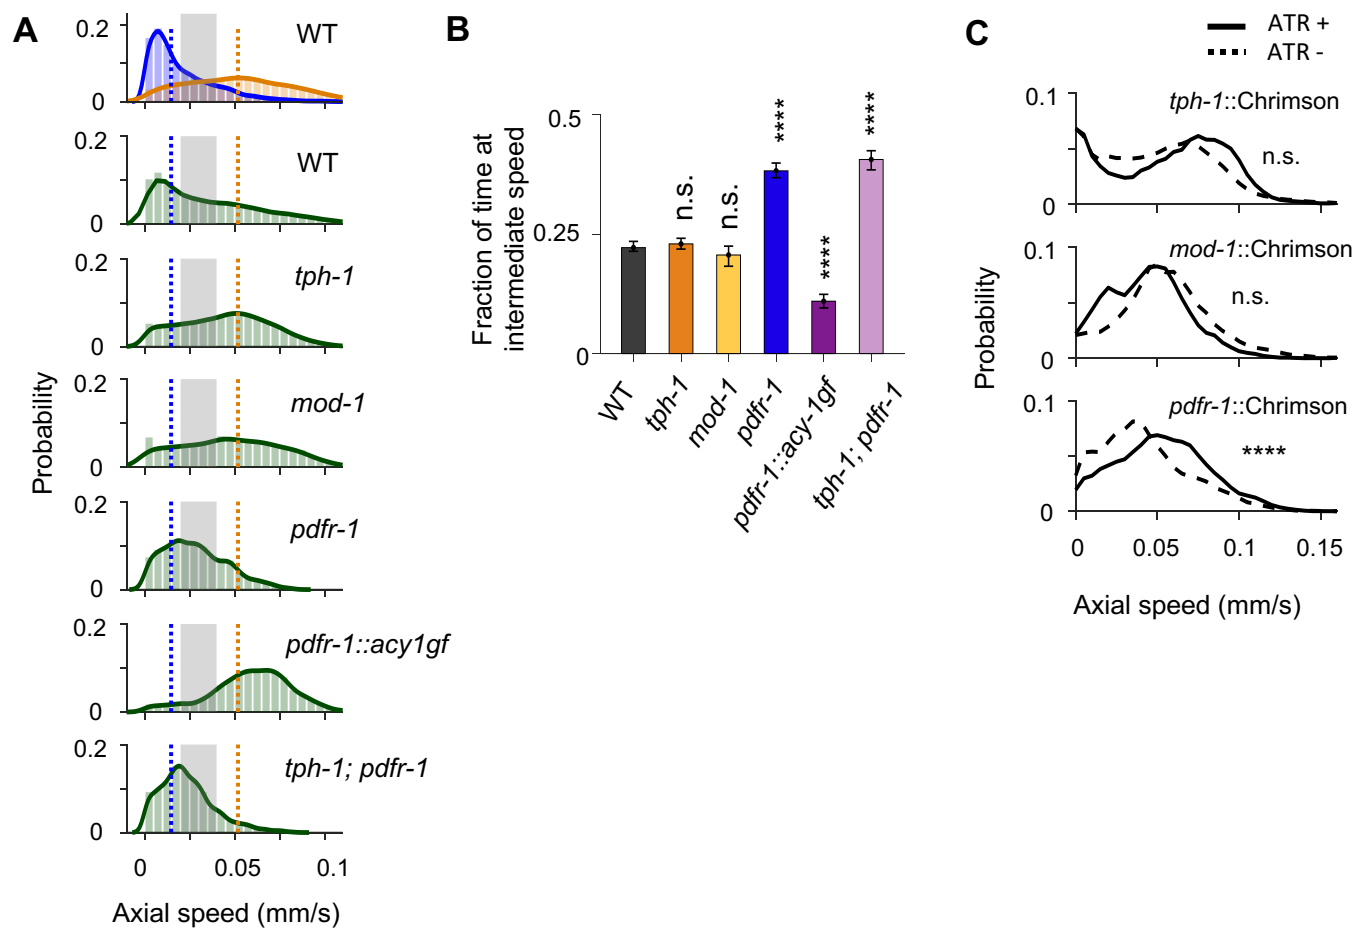 A
0.2
0
WT
0.2
0
WT
0.2
0
tph-1
0.2
0
mod-1
0.2
0
pdfr-1
0.2
0
pdfr-1::acy1gf
0.2
0
tph-1; pdfr-1
0 0.05 0.1
Probability
Axial speed (mm/s)
B
Fraction of time at
intermediate speed
0.5
0.25
0
n.s.
n.s.
****
****
****
WT
tph-1
mod-1
pdfr-1
pdfr-1::acy-1gf
tph-1; pdfr-1
C
ATR +
ATR -
0.1
0
tph-1::Chrimson
n.s.
0.1
0
mod-1::Chrimson
n.s.
0.1
0
pdfr-1::Chrimson
****
0 0.05 0.1 0.15
Probability
Axial speed (mm/s)